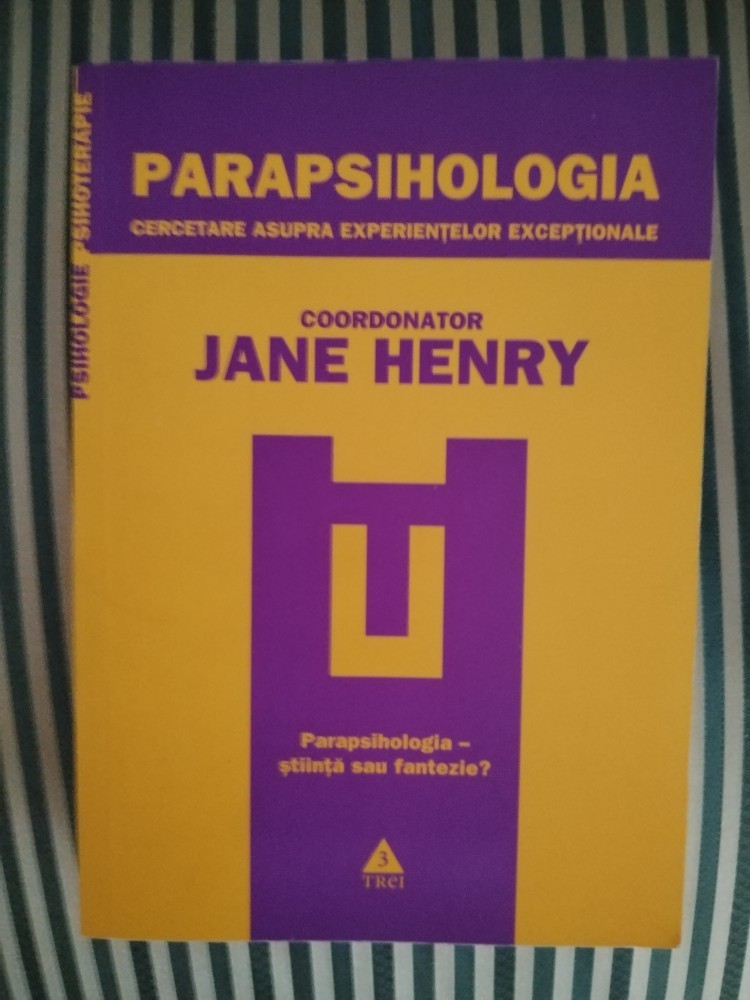 PSIHOLOGIE PSIHOTERAPIE
PARAPSIHOLOGIA
CERCETARE ASUPRA EXPERIENȚELOR EXCEPȚIONALE
COORDONATOR
JANE HENRY
Parapsihologia –
știință sau fantezie?
3
TREI